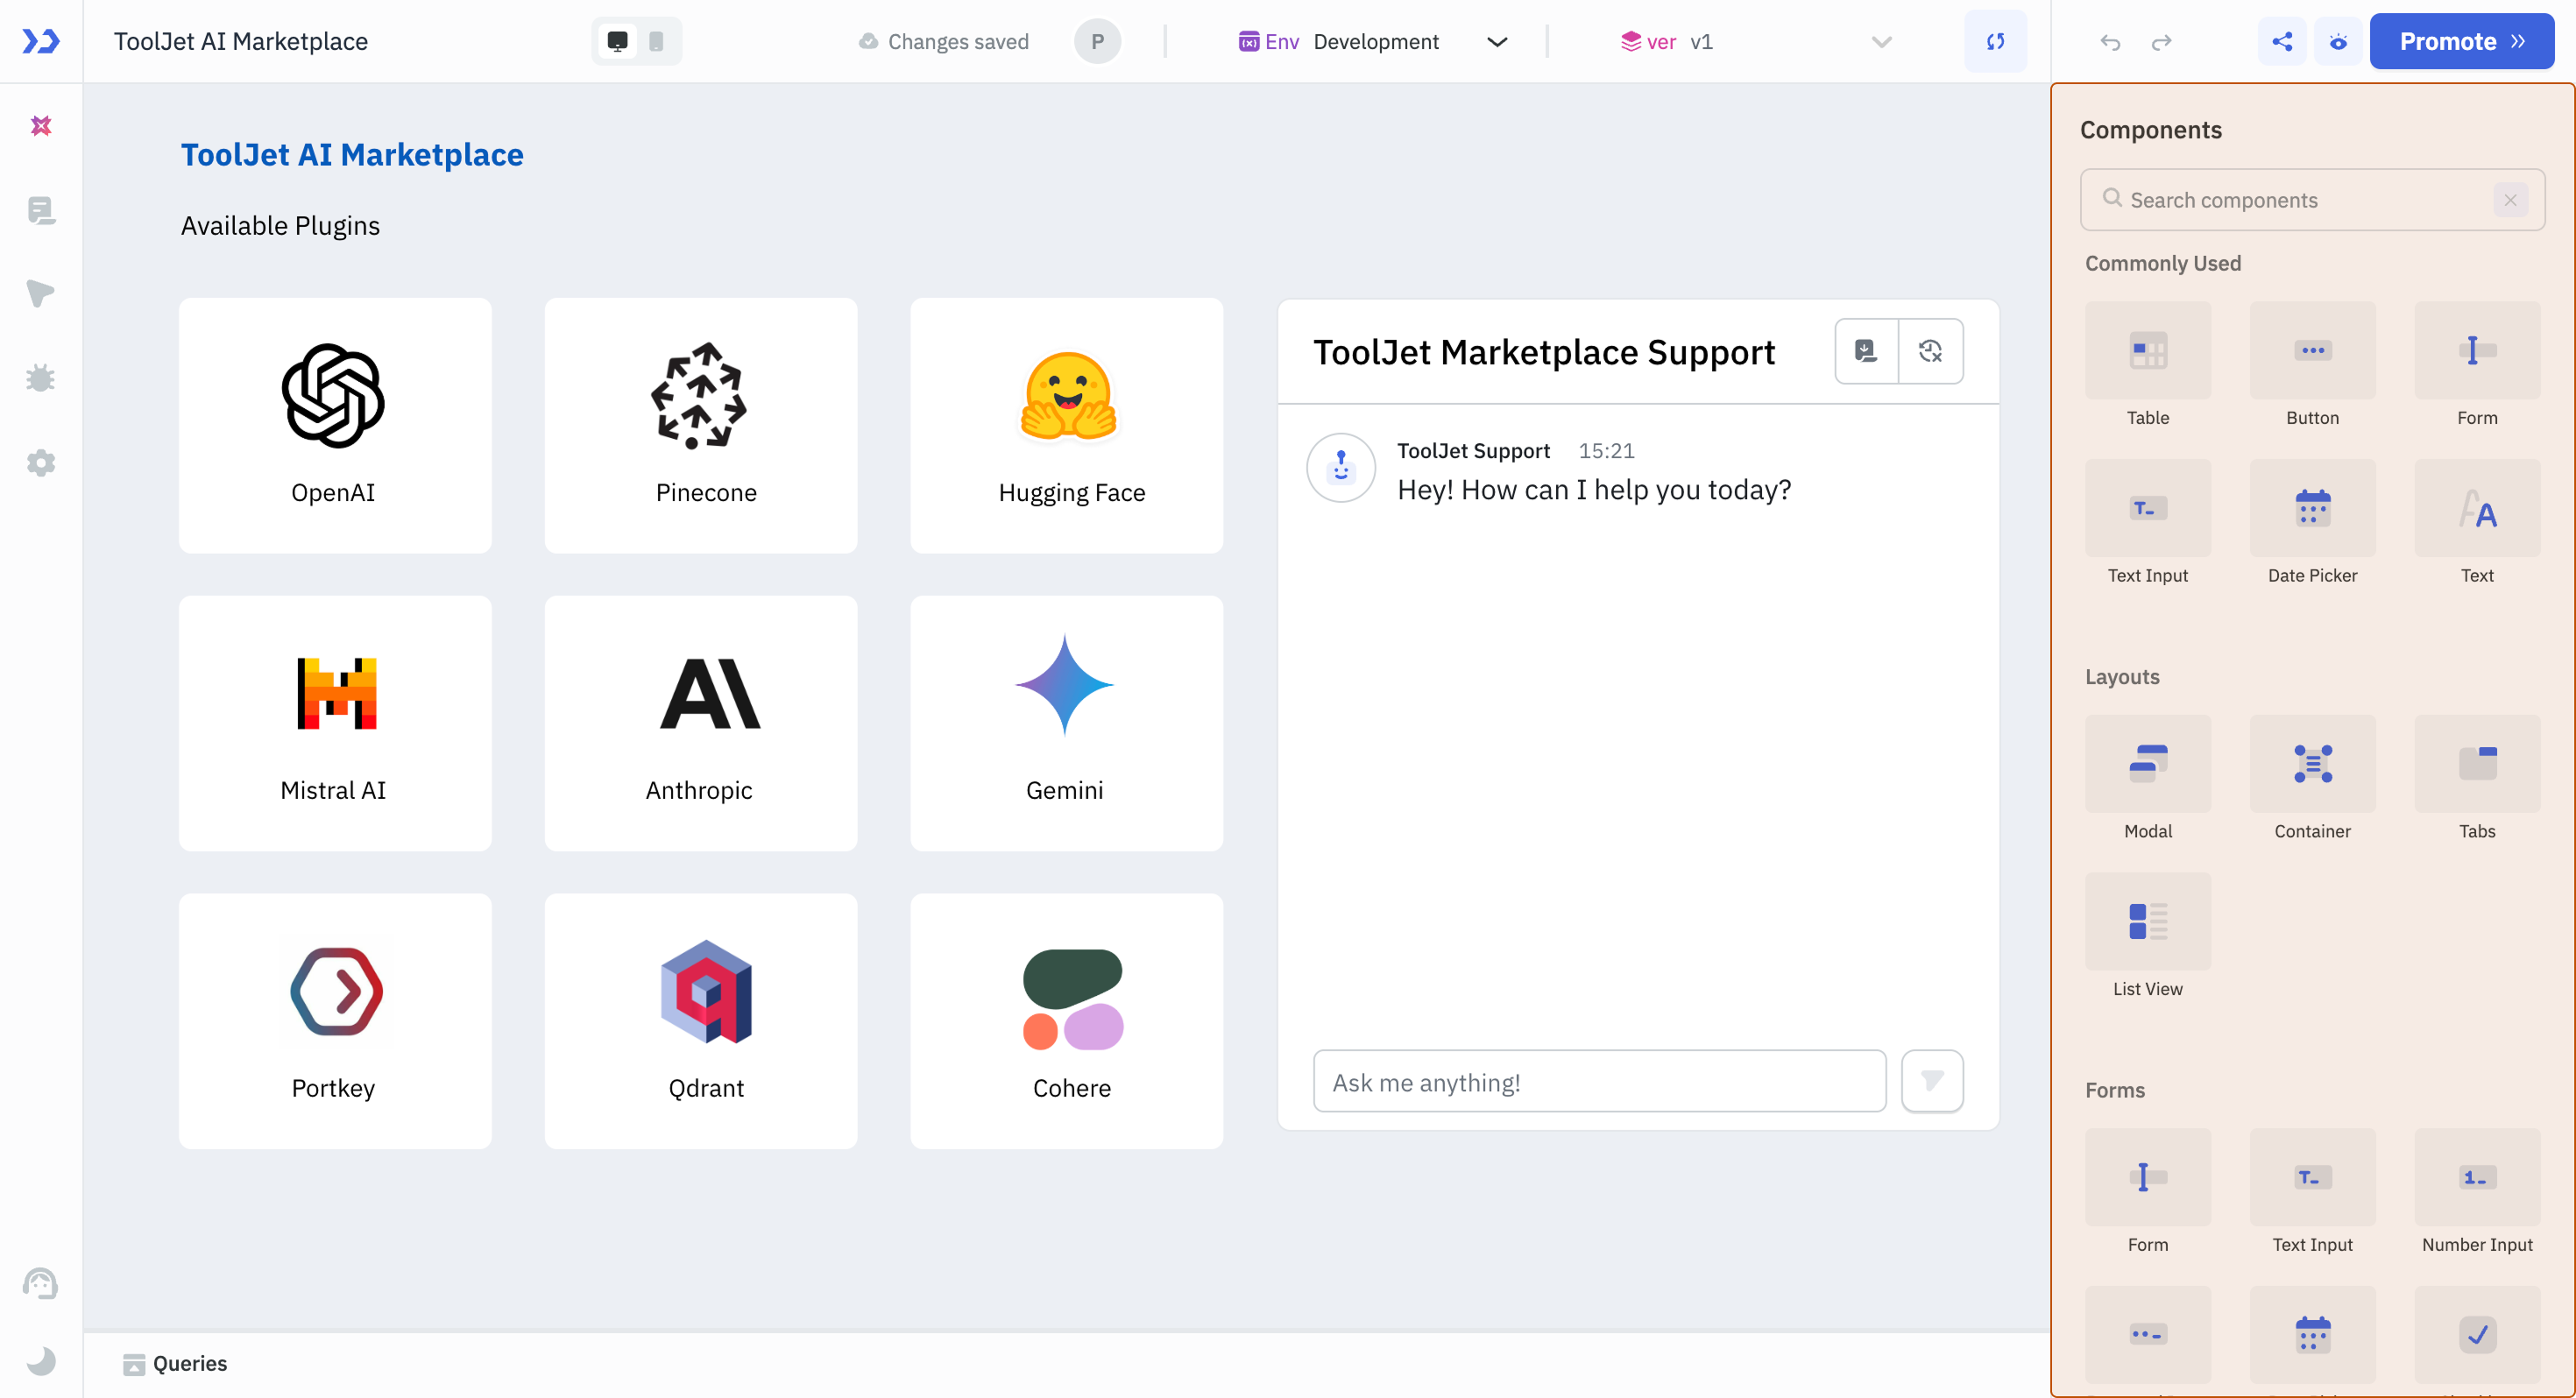 ToolJet AI Marketplace
Changes saved
P
Env Development
ver v1
Promote
ToolJet AI Marketplace
Available Plugins
OpenAI
Pinecone
Hugging Face
Mistral AI
Anthropic
Gemini
Portkey
Qdrant
Cohere
ToolJet Marketplace Support
ToolJet Support 15:21
Hey! How can I help you today?
Ask me anything!
Queries
Components
Search components
Commonly Used
Table Button Form
Text Input Date Picker Text
Layouts
Modal Container Tabs
List View
Forms
Form Text Input Number Input